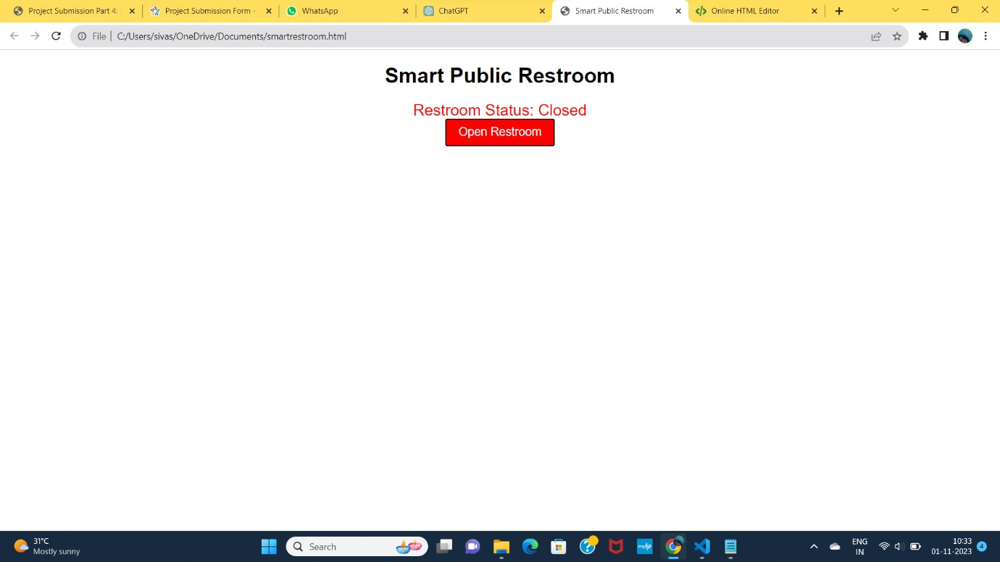 Project Submission Part 4:
Project Submission Form -
WhatsApp
ChatGPT
Smart Public Restroom
Online HTML Editor
File | C:/Users/sivas/OneDrive/Documents/smartrestroom.html
Smart Public Restroom
Restroom Status: Closed
Open Restroom
31°C
Mostly sunny
Search
myhp
ENG
IN
10:33
01-11-2023
4